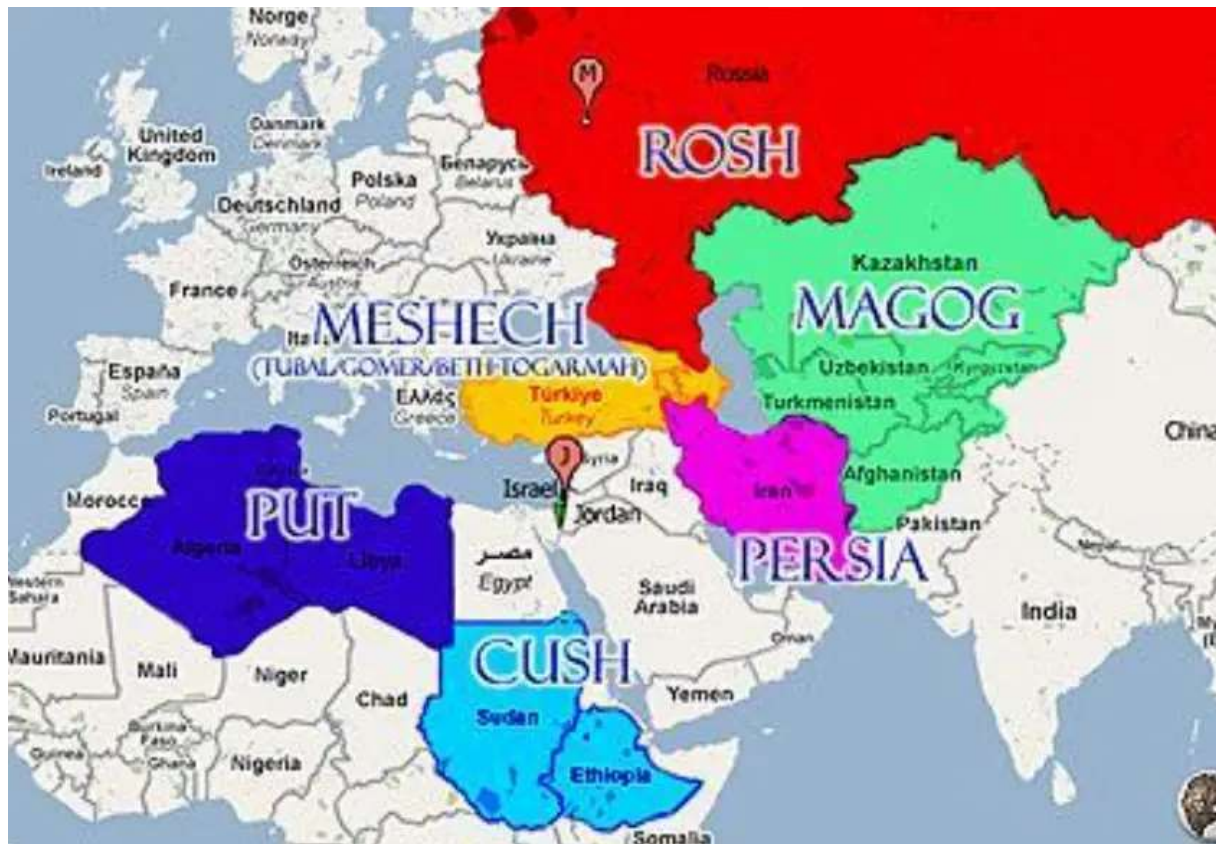 Norge
Norway
Russia
M
ROSH
United
Kingdom
Ireland
Danmark
Denmark
Беларусь
Belarus
Polska
Poland
Deutschland
Germany
Україна
Ukraine
Österreich
Austria
France
Kazakhstan
MESHECH
(TUBAL/GOMER/BETH-TOGARMAH)
MAGOG
Uzbekistan
Kyrgyzstan
España
Spain
Portugal
Ελλάς
Greece
Türkiye
Turkey
Turkmenistan
China
J
Syria
Afghanistan
Morocco
PUT
Israel
Iraq
Iran
Jordan
Pakistan
Algeria
Libya
مصر
Egypt
PERSIA
Nepal
Western
Sahara
Saudi
Arabia
India
Oman
Mauritania
Mali
Niger
Chad
CUSH
Yemen
Sudan
Burkina
Faso
Guinea
Ghana
Nigeria
Ethiopia
Somalia